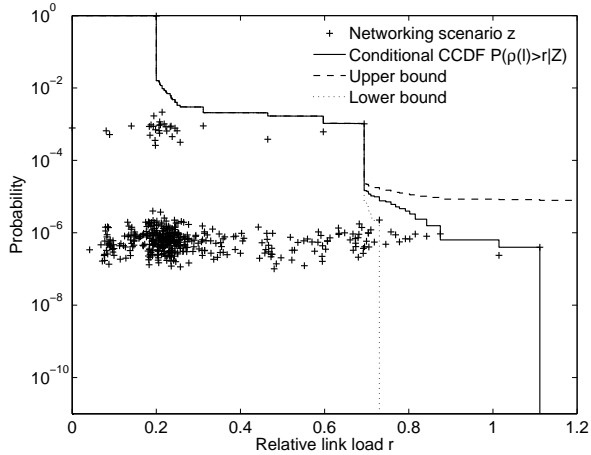 Networking scenario z
Conditional CCDF P(ρ(l)>r|Z)
Upper bound
Lower bound
Probability
10^0
10^−2
10^−4
10^−6
10^−8
10^−10
0 0.2 0.4 0.6 0.8 1 1.2
Relative link load r